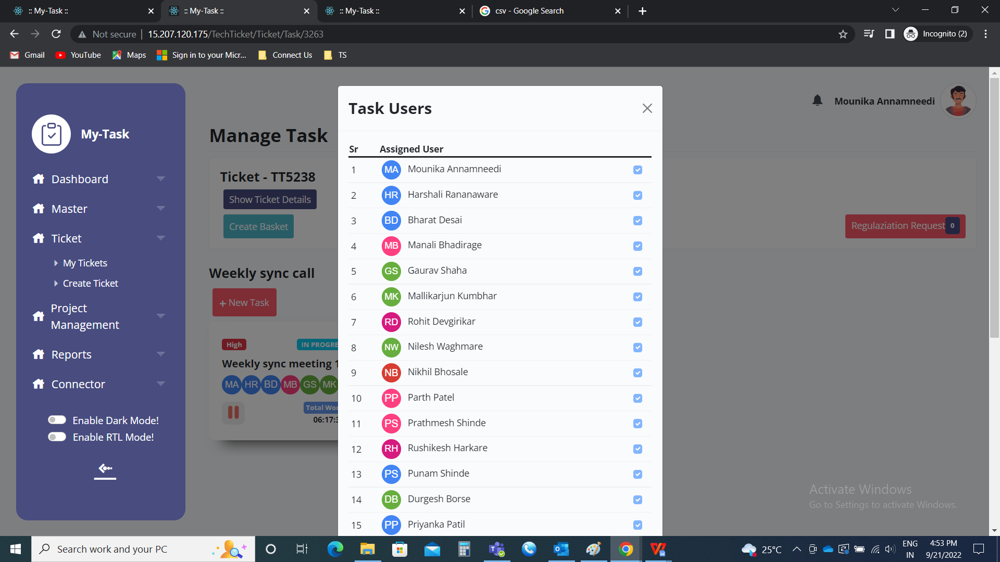 :: My-Task ::
:: My-Task ::
:: My-Task ::
csv - Google Search
Not secure
15.207.120.175/TechTicket/Ticket/Task/3263
Incognito (2)
Gmail
YouTube
Maps
Sign in to your Micr...
Connect Us
TS
My-Task
Dashboard
Master
Ticket
My Tickets
Create Ticket
Project
Management
Reports
Connector
Enable Dark Mode!
Enable RTL Mode!
Mounika Annamneedi
Manage Task
Ticket - TT5238
Show Ticket Details
Create Basket
Regulaziation Request 0
Weekly sync call
+ New Task
High
IN PROGRE
Weekly sync meeting 1
MA HR BD MB GS MK
Total Wor
06:17:3
Task Users
Sr Assigned User
1 MA Mounika Annamneedi
2 HR Harshali Rananaware
3 BD Bharat Desai
4 MB Manali Bhadirage
5 GS Gaurav Shaha
6 MK Mallikarjun Kumbhar
7 RD Rohit Devgirikar
8 NW Nilesh Waghmare
9 NB Nikhil Bhosale
10 PP Parth Patel
11 PS Prathmesh Shinde
12 RH Rushikesh Harkare
13 PS Punam Shinde
14 DB Durgesh Borse
15 PP Priyanka Patil
Activate Windows
Go to Settings to activate Windows.
Search work and your PC
25°C
ENG
IN
4:53 PM
9/21/2022